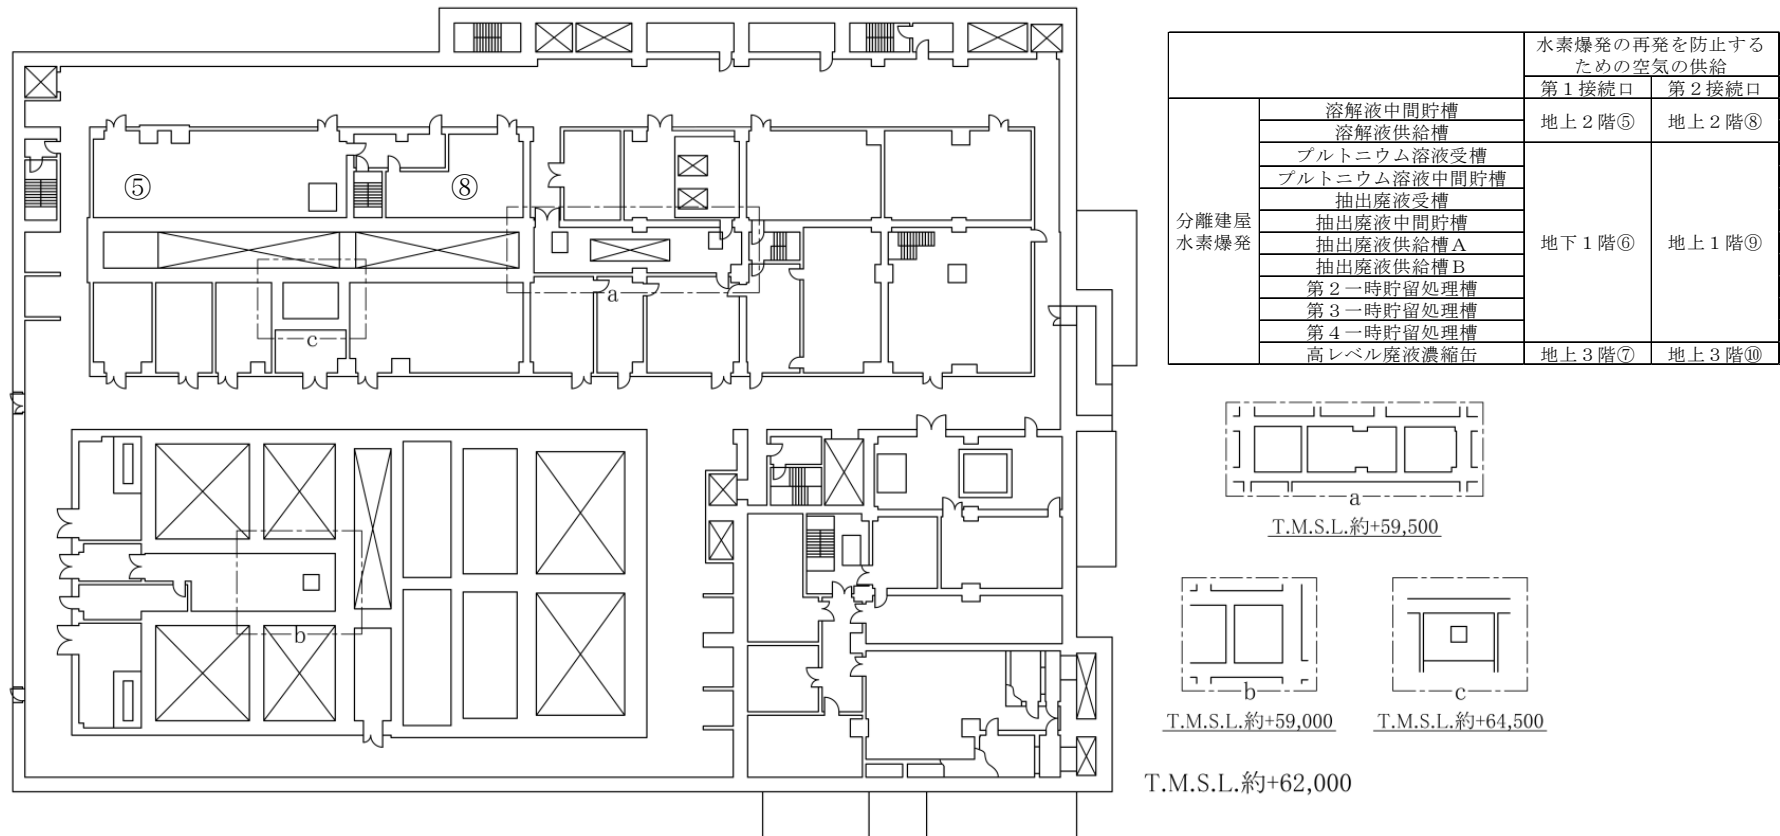 ⑤
⑧
a
c
b
水素爆発の再発を防止する
ための空気の供給
第１接続口 第２接続口
分離建屋
水素爆発
溶解液中間貯槽
溶解液供給槽
地上２階⑤ 地上２階⑧
プルトニウム溶液受槽
プルトニウム溶液中間貯槽
抽出廃液受槽
抽出廃液中間貯槽
抽出廃液供給槽Ａ
抽出廃液供給槽Ｂ
第２一時貯留処理槽
第３一時貯留処理槽
第４一時貯留処理槽
地下１階⑥ 地上１階⑨
高レベル廃液濃縮缶 地上３階⑦ 地上３階⑩
a
T.M.S.L.約+59,500
b
T.M.S.L.約+59,000
c
T.M.S.L.約+64,500
T.M.S.L.約+62,000